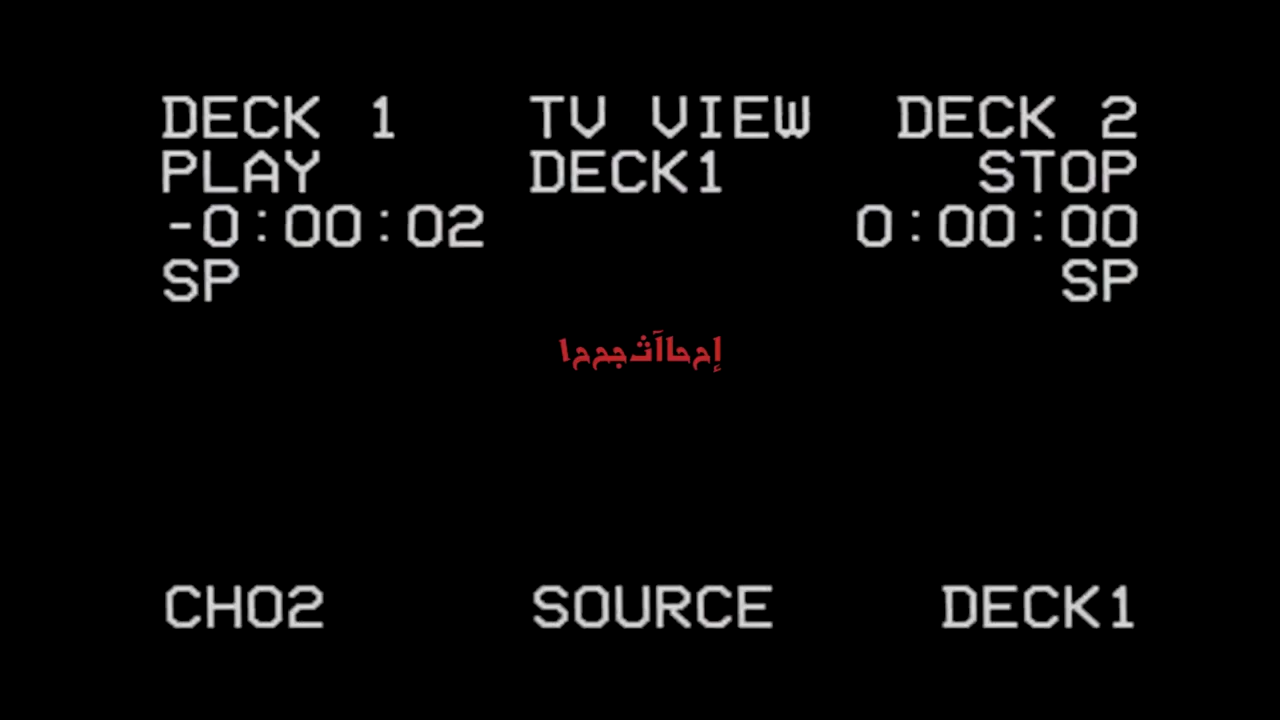 DECK 1 TV VIEW DECK 2
PLAY DECK1 STOP
-0:00:02 0:00:00
SP SP
إححااآثجححا
CH02 SOURCE DECK1